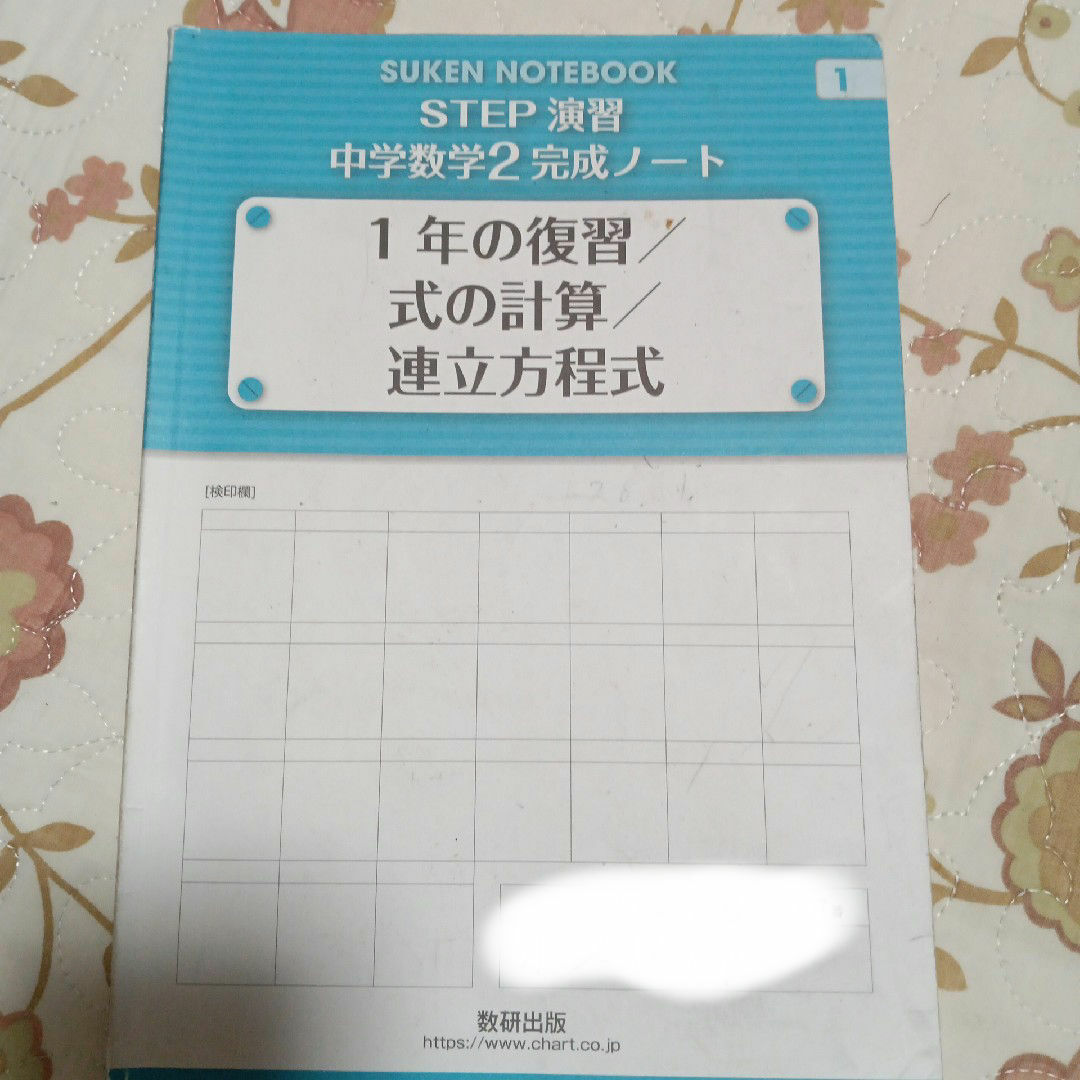 SUKEN NOTEBOOK
1
STEP 演習
中学数学2 完成ノート
1 年の復習／
式の計算／
連立方程式
[検印欄]
数研出版
https://www.chart.co.jp